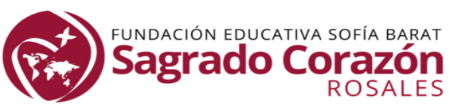 FUNDACIÓN EDUCATIVA SOFÍA BARAT
Sagrado Corazón
ROSALES